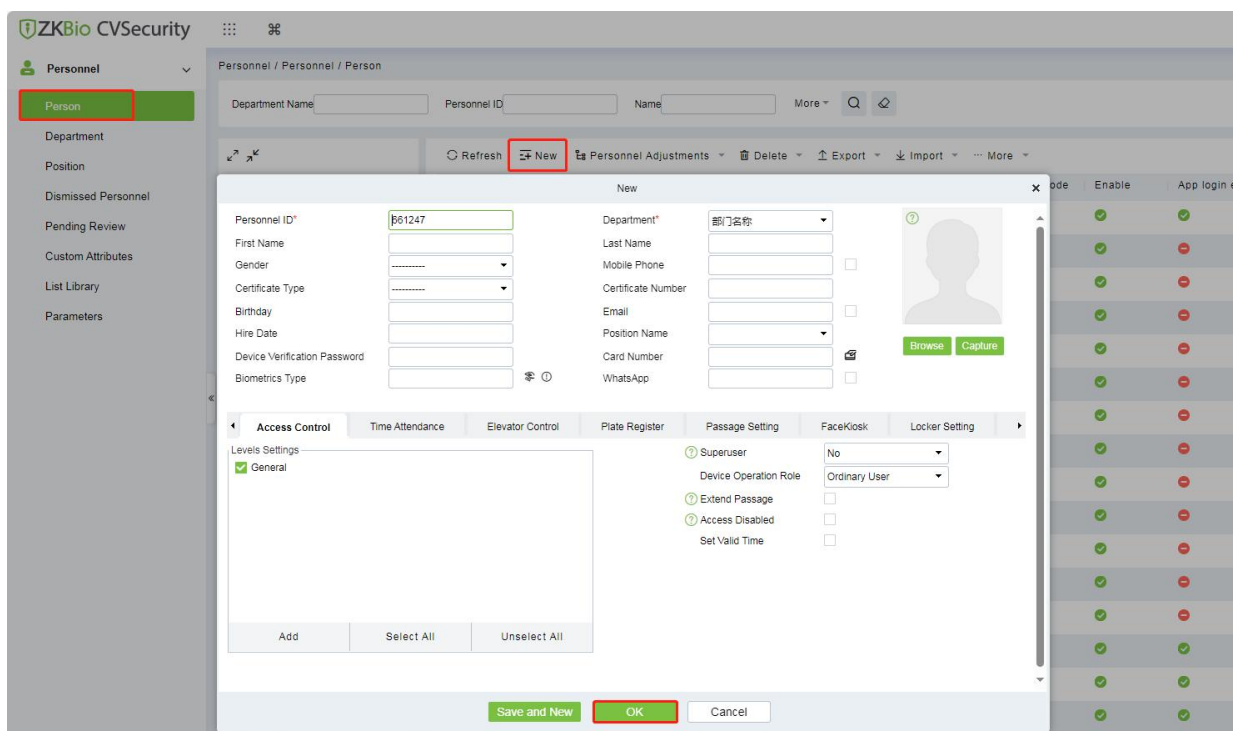 ZKBio CVSecurity
Personnel
Person
Department
Position
Dismissed Personnel
Pending Review
Custom Attributes
List Library
Parameters
Personnel / Personnel / Person
Department Name Personnel ID Name More
Refresh New Personnel Adjustments Delete Export Import ··· More
ode Enable App login e
New
Personnel ID* 661247 Department* 部门名称
First Name Last Name
Gender ---------- Mobile Phone
Certificate Type ---------- Certificate Number
Birthday Email
Hire Date Position Name
Browse Capture
Device Verification Password Card Number
Biometrics Type WhatsApp
Access Control Time Attendance Elevator Control Plate Register Passage Setting FaceKiosk Locker Setting
Levels Settings
General
Superuser No
Device Operation Role Ordinary User
Extend Passage
Access Disabled
Set Valid Time
Add Select All Unselect All
Save and New OK Cancel